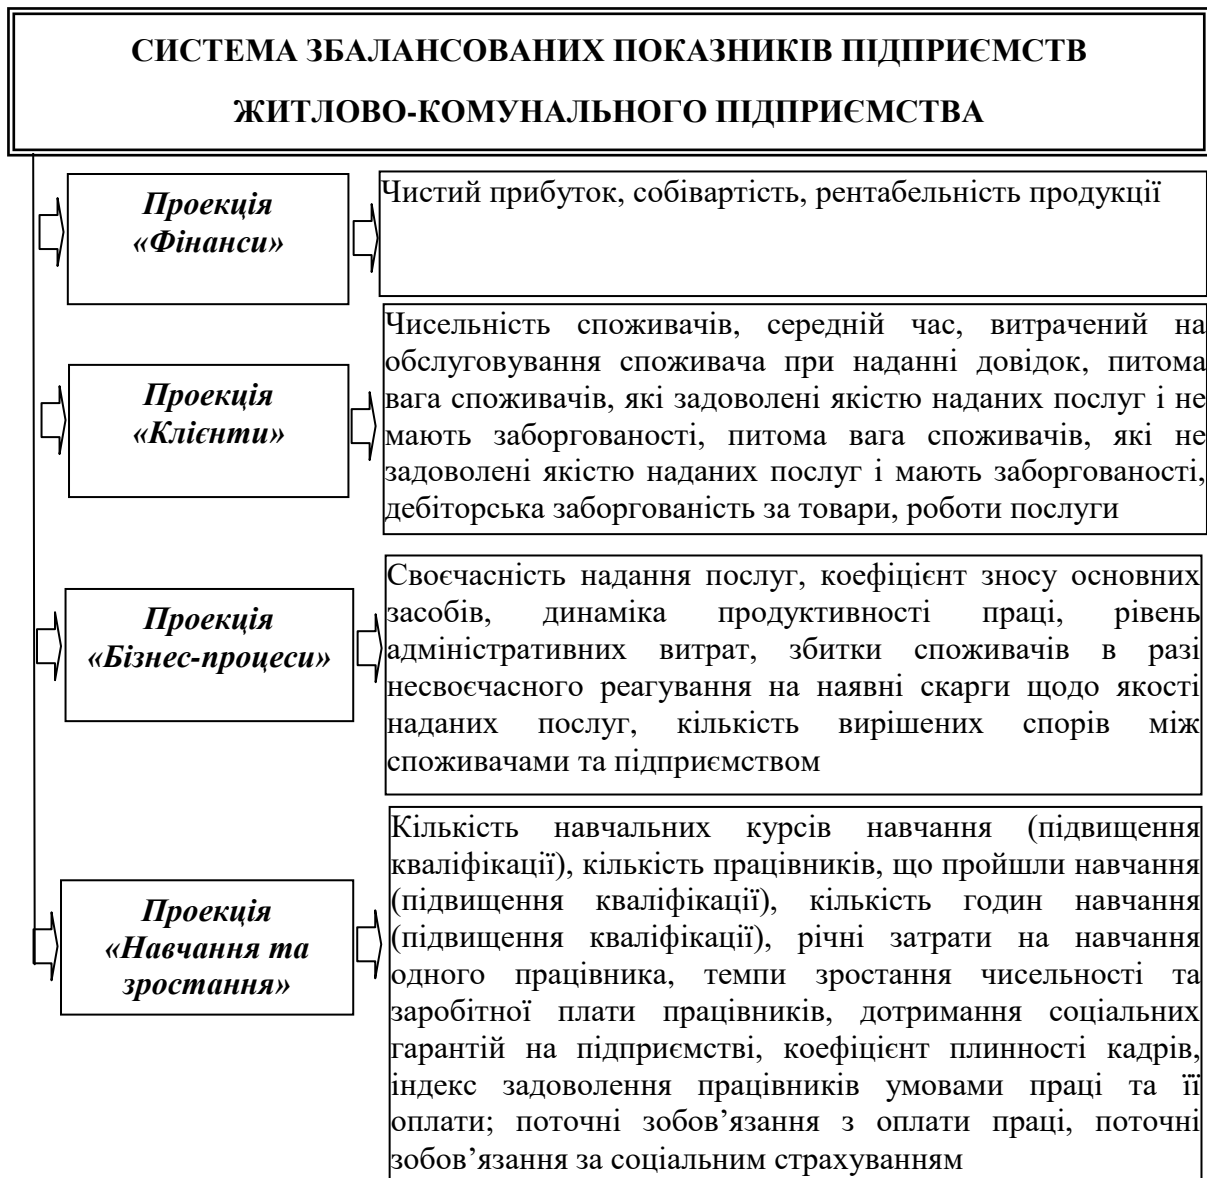 СИСТЕМА ЗБАЛАНСОВАНИХ ПОКАЗНИКІВ ПІДПРИЄМСТВ
ЖИТЛОВО-КОМУНАЛЬНОГО ПІДПРИЄМСТВА
Проекція
«Фінанси»
Чистий прибуток, собівартість, рентабельність продукції
Проекція
«Клієнти»
Чисельність споживачів, середній час, витрачений на
обслуговування споживача при наданні довідок, питома
вага споживачів, які задоволені якістю наданих послуг і не
мають заборгованості, питома вага споживачів, які не
задоволені якістю наданих послуг і мають заборгованості,
дебіторська заборгованість за товари, роботи послуги
Проекція
«Бізнес-процеси»
Своєчасність надання послуг, коефіцієнт зносу основних
засобів, динаміка продуктивності праці, рівень
адміністративних витрат, збитки споживачів в разі
несвоєчасного реагування на наявні скарги щодо якості
наданих послуг, кількість вирішених спорів між
споживачами та підприємством
Проекція
«Навчання та
зростання»
Кількість навчальних курсів навчання (підвищення
кваліфікації), кількість працівників, що пройшли навчання
(підвищення кваліфікації), кількість годин навчання
(підвищення кваліфікації), річні затрати на навчання
одного працівника, темпи зростання чисельності та
заробітної плати працівників, дотримання соціальних
гарантій на підприємстві, коефіцієнт плинності кадрів,
індекс задоволення працівників умовами праці та її
оплати; поточні зобов’язання з оплати праці, поточні
зобов’язання за соціальним страхуванням